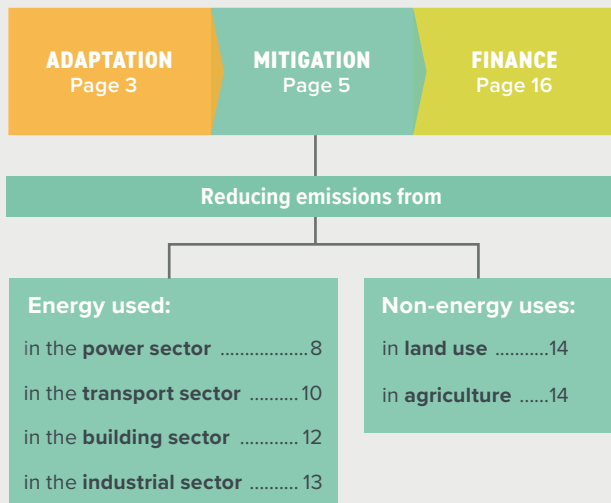 ADAPTATION
Page 3
MITIGATION
Page 5
FINANCE
Page 16
Reducing emissions from
Energy used:
in the power sector ..................8
in the transport sector ..........10
in the building sector ............12
in the industrial sector ..........13
Non-energy uses:
in land use ...........14
in agriculture ......14